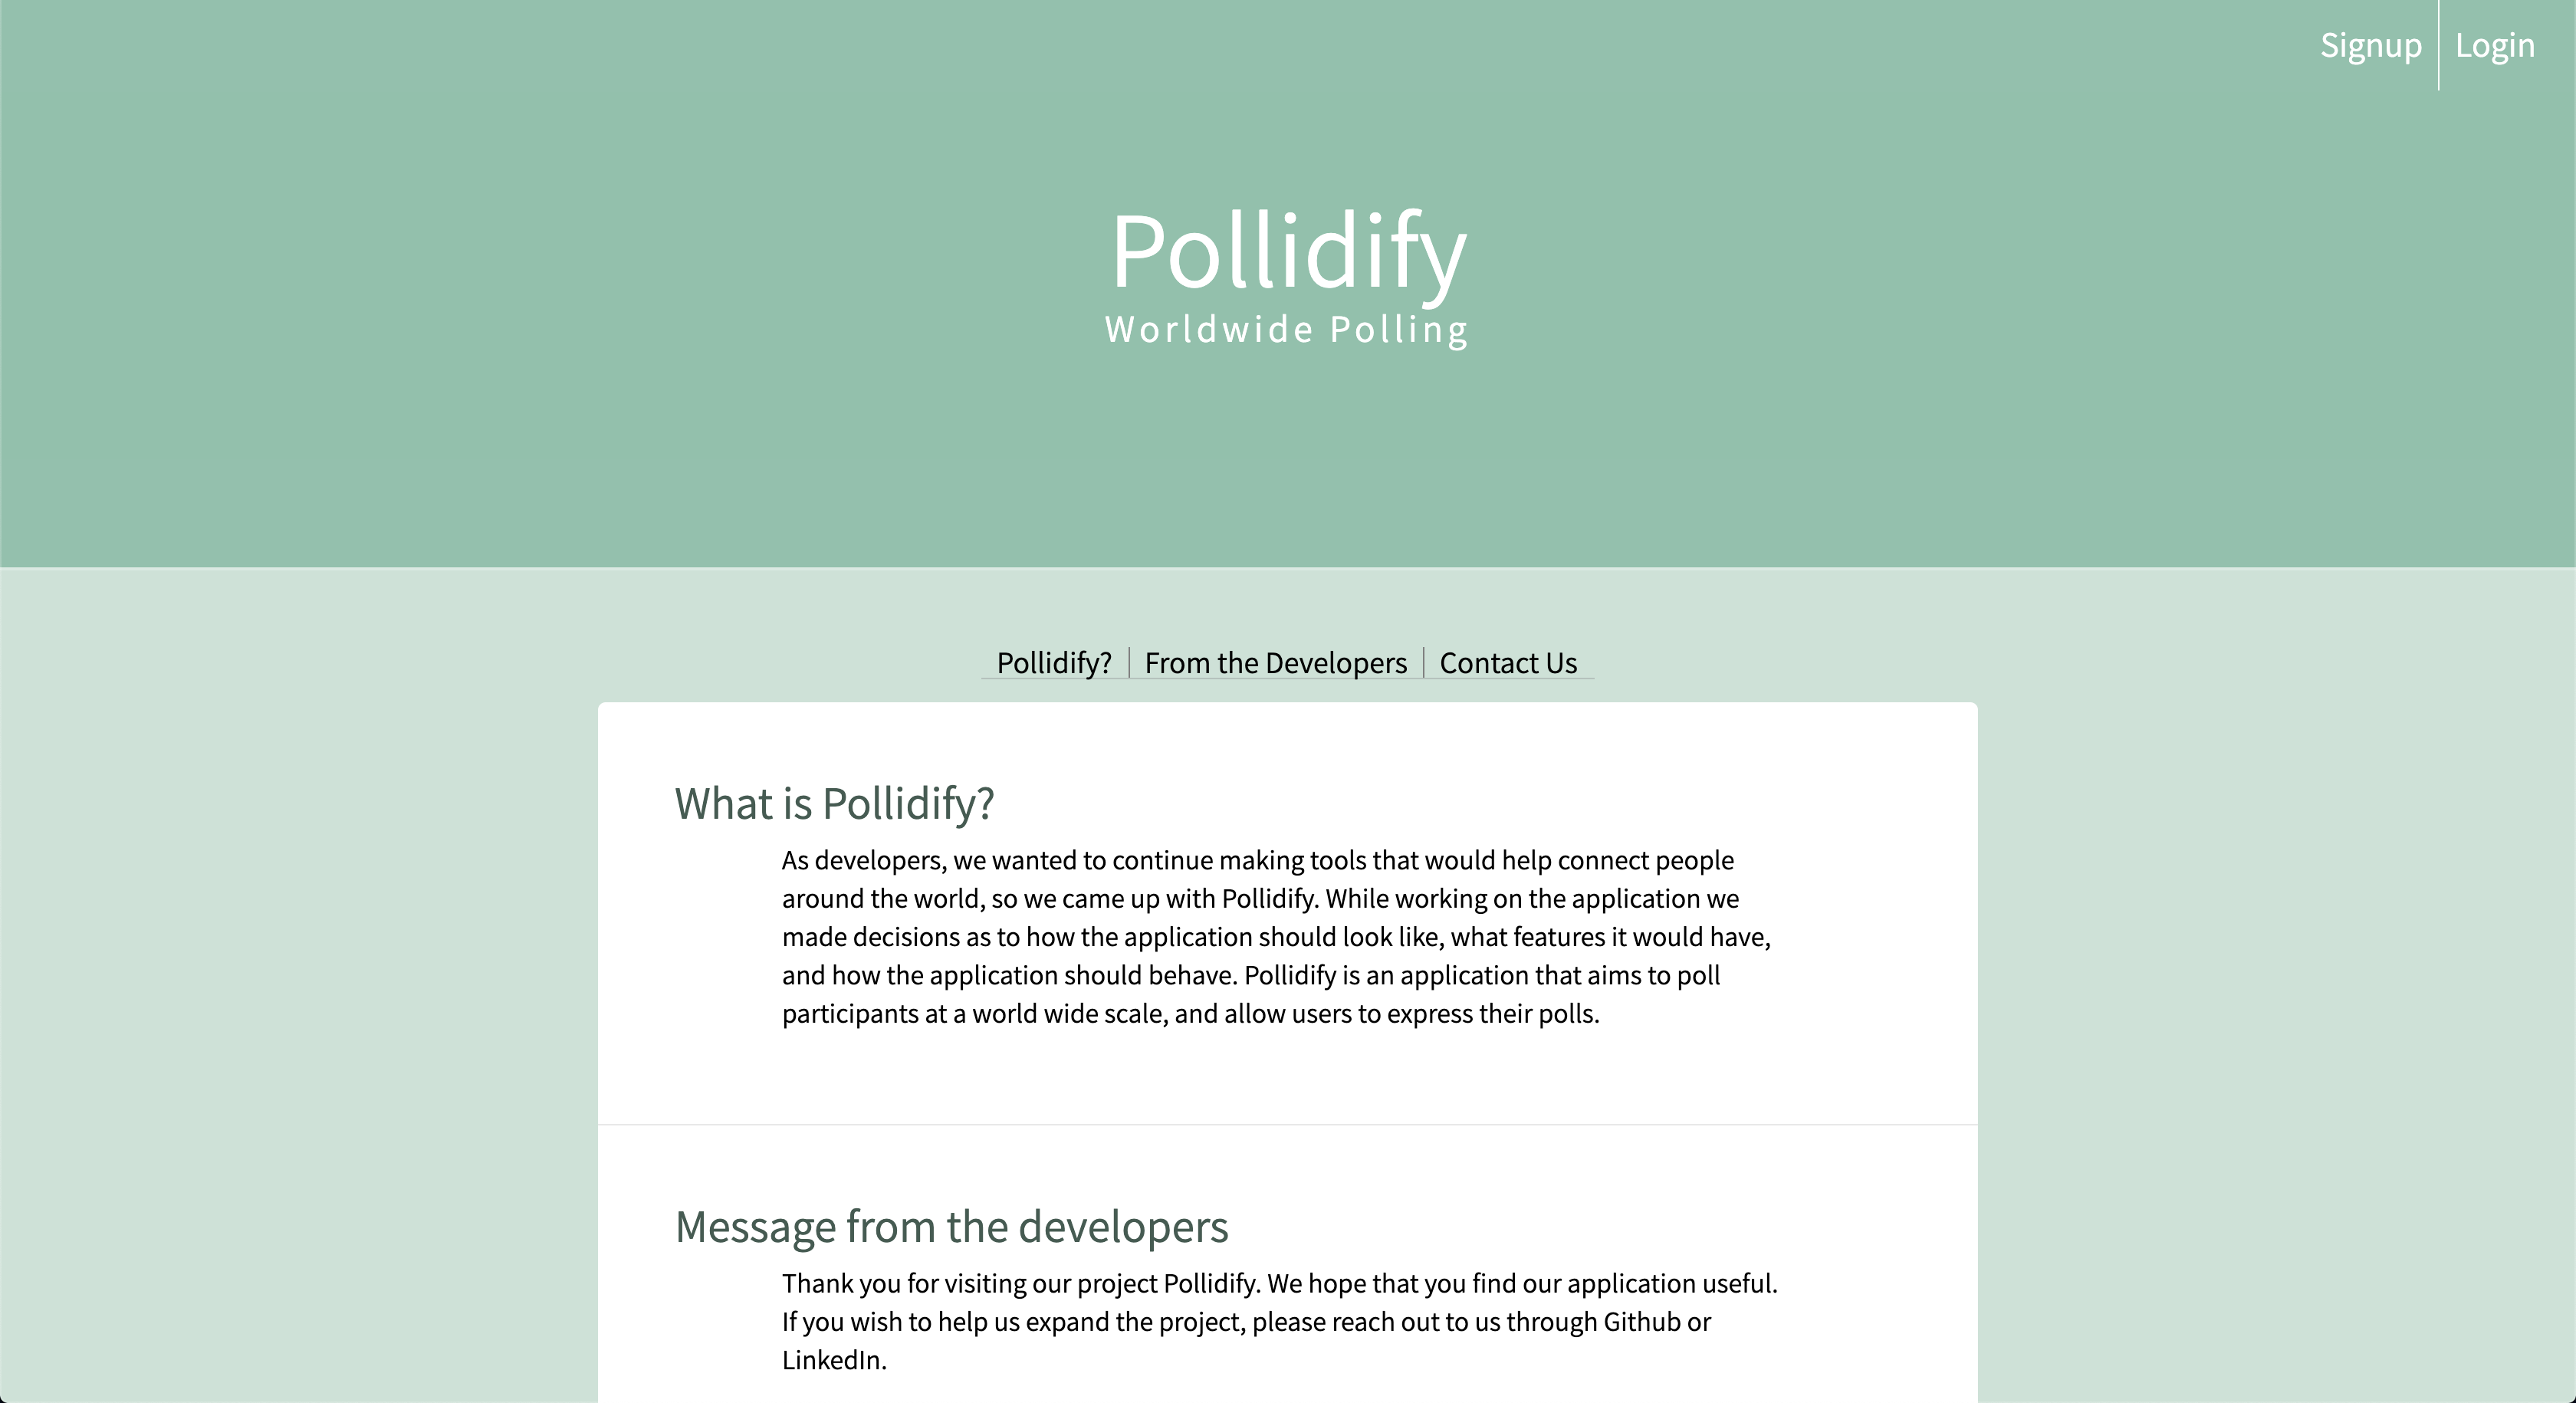 Signup Login
Pollidify
Worldwide Polling
Pollidify? From the Developers Contact Us
What is Pollidify?
As developers, we wanted to continue making tools that would help connect people
around the world, so we came up with Pollidify. While working on the application we
made decisions as to how the application should look like, what features it would have,
and how the application should behave. Pollidify is an application that aims to poll
participants at a world wide scale, and allow users to express their polls.
Message from the developers
Thank you for visiting our project Pollidify. We hope that you find our application useful.
If you wish to help us expand the project, please reach out to us through Github or
LinkedIn.